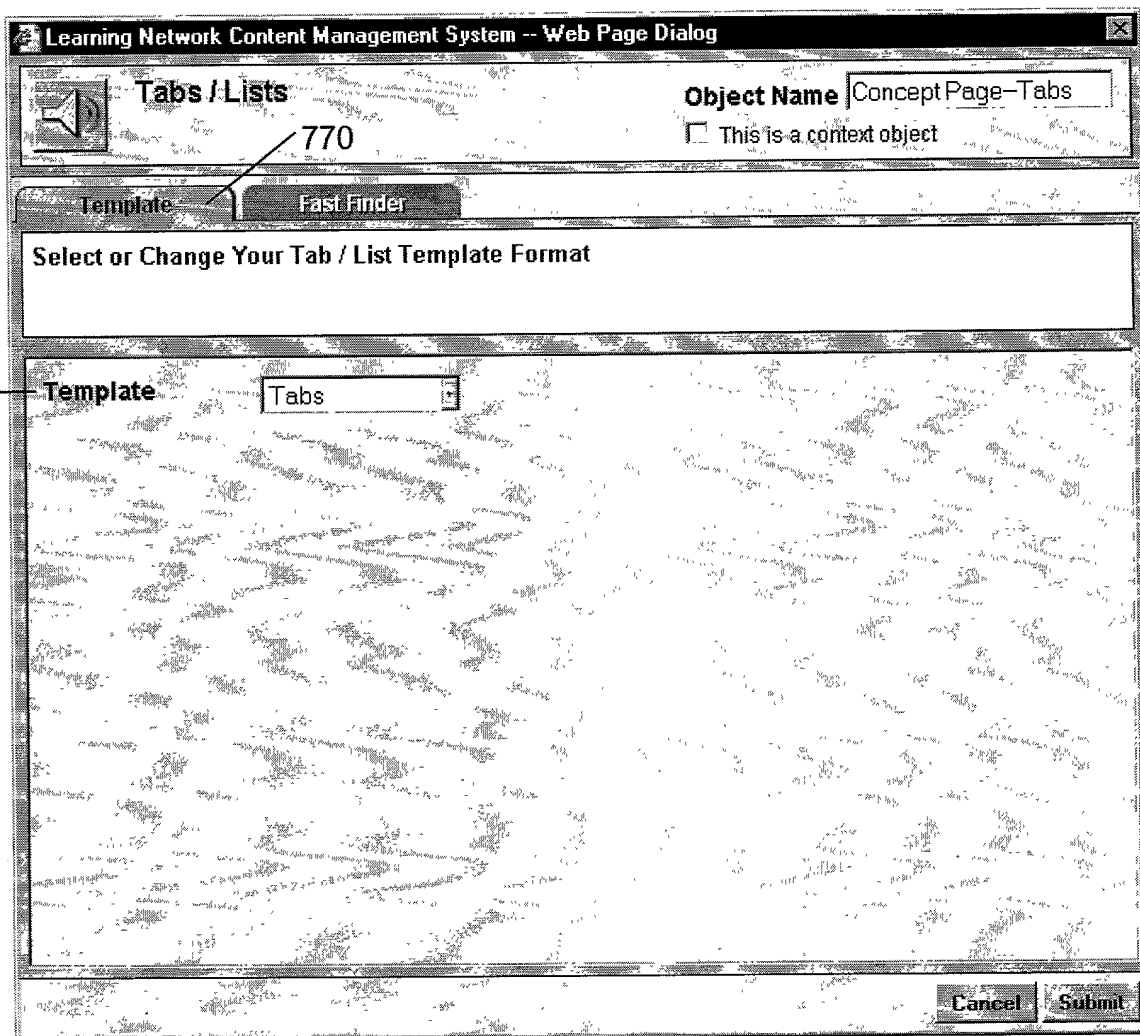 Learning Network Content Management System -- Web Page Dialog
Tabs / Lists
Object Name Concept Page-Tabs
This is a context object
770
Template Fast Finder
Select or Change Your Tab / List Template Format
Template Tabs
Cancel Submit